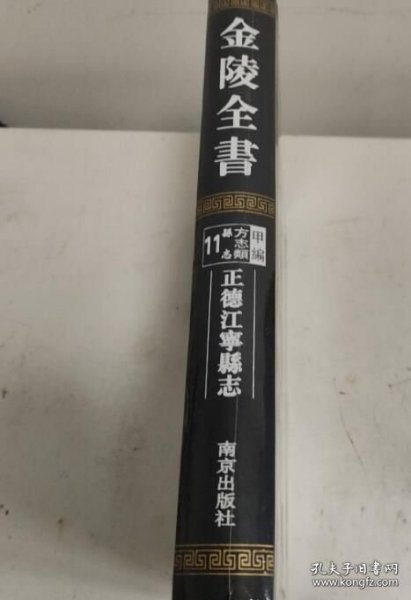 金陵全書
甲編
方志類
縣志
11
正德江寧縣志
南京出版社
孔夫子旧书网
www.kongfz.com